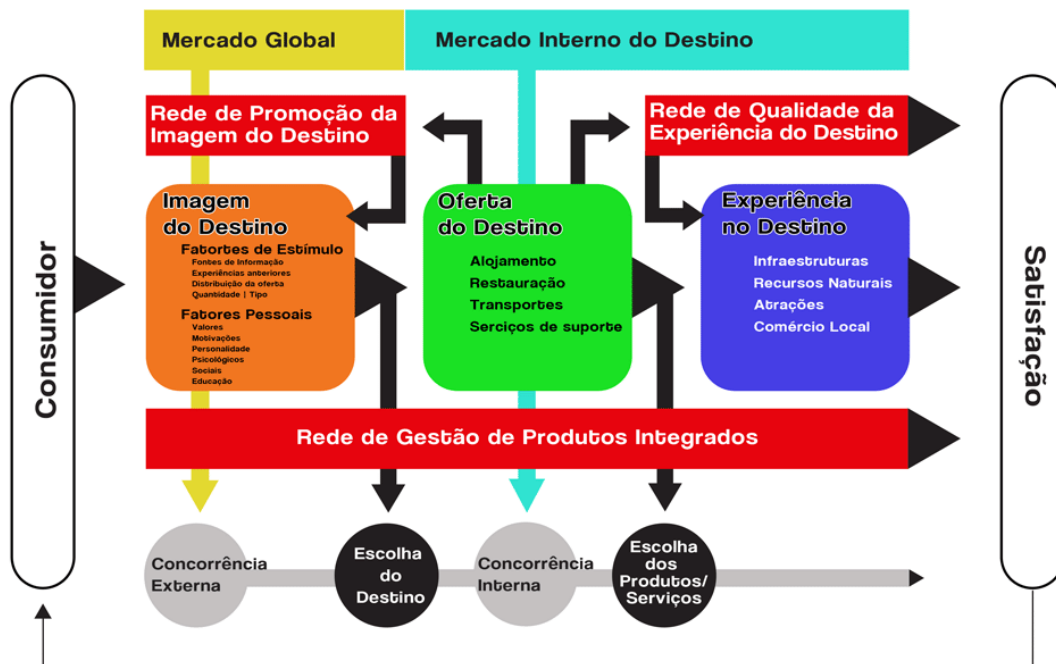 Mercado Global
Mercado Interno do Destino
Rede de Promoção da
Imagem do Destino
Rede de Qualidade da
Experiência do Destino
Consumidor
Imagem
do Destino
Fatortes de Estímulo
Fontes de Informação
Experiências anteriores
Distribuição da oferta
Quantidade | Tipo
Fatores Pessoais
Valores
Motivações
Personalidade
Psicológicos
Sociais
Educação
Oferta
do Destino
Alojamento
Restauração
Transportes
Serciços de suporte
Experiência
no Destino
Infraestruturas
Recursos Naturais
Atrações
Comércio Local
Satisfação
Rede de Gestão de Produtos Integrados
Concorrência
Externa
Escolha
do
Destino
Concorrência
Interna
Escolha
dos
Produtos/
Serviços